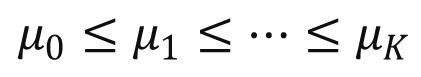 μ₀ ≤ μ₁ ≤ ⋯ ≤ μ_K